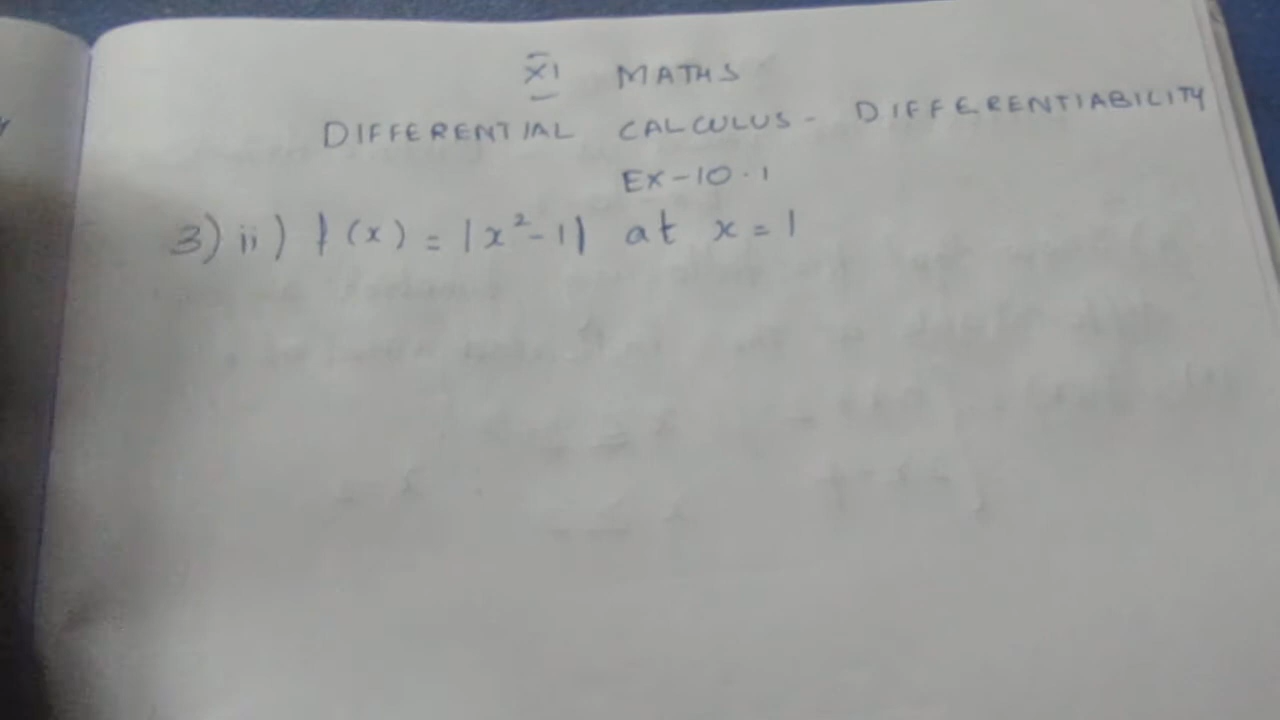 XI MATHS
DIFFERENTIAL CALCULUS - DIFFERENTIABILITY
EX-10.1
3) ii) f(x) = |x²-1| at x = 1